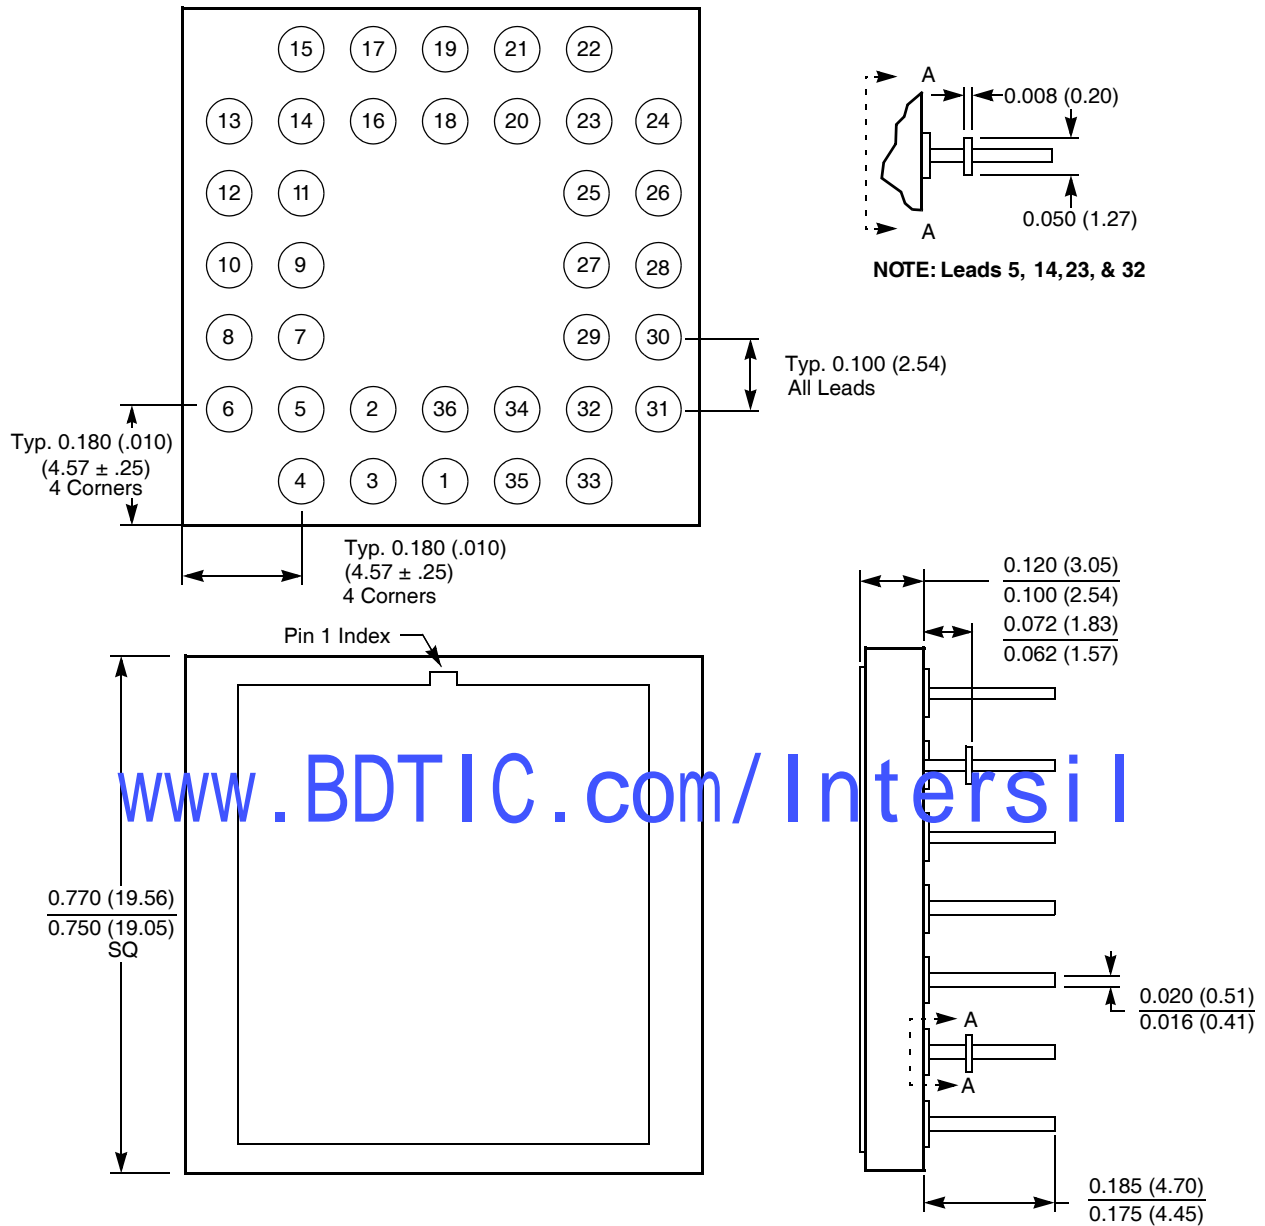 15 17 19 21 22
13 14 16 18 20 23 24
12 11 25 26
10 9 27 28
8 7 29 30
6 5 2 36 34 32 31
4 3 1 35 33
A
0.008 (0.20)
0.050 (1.27)
A
NOTE: Leads 5, 14, 23, & 32
Typ. 0.100 (2.54)
All Leads
Typ. 0.180 (.010)
(4.57 ± .25)
4 Corners
Typ. 0.180 (.010)
(4.57 ± .25)
4 Corners
Pin 1 Index
0.120 (3.05)
0.100 (2.54)
0.072 (1.83)
0.062 (1.57)
www.BDTIC.com/Intersil
0.770 (19.56)
0.750 (19.05)
SQ
0.020 (0.51)
0.016 (0.41)
A
A
0.185 (4.70)
0.175 (4.45)